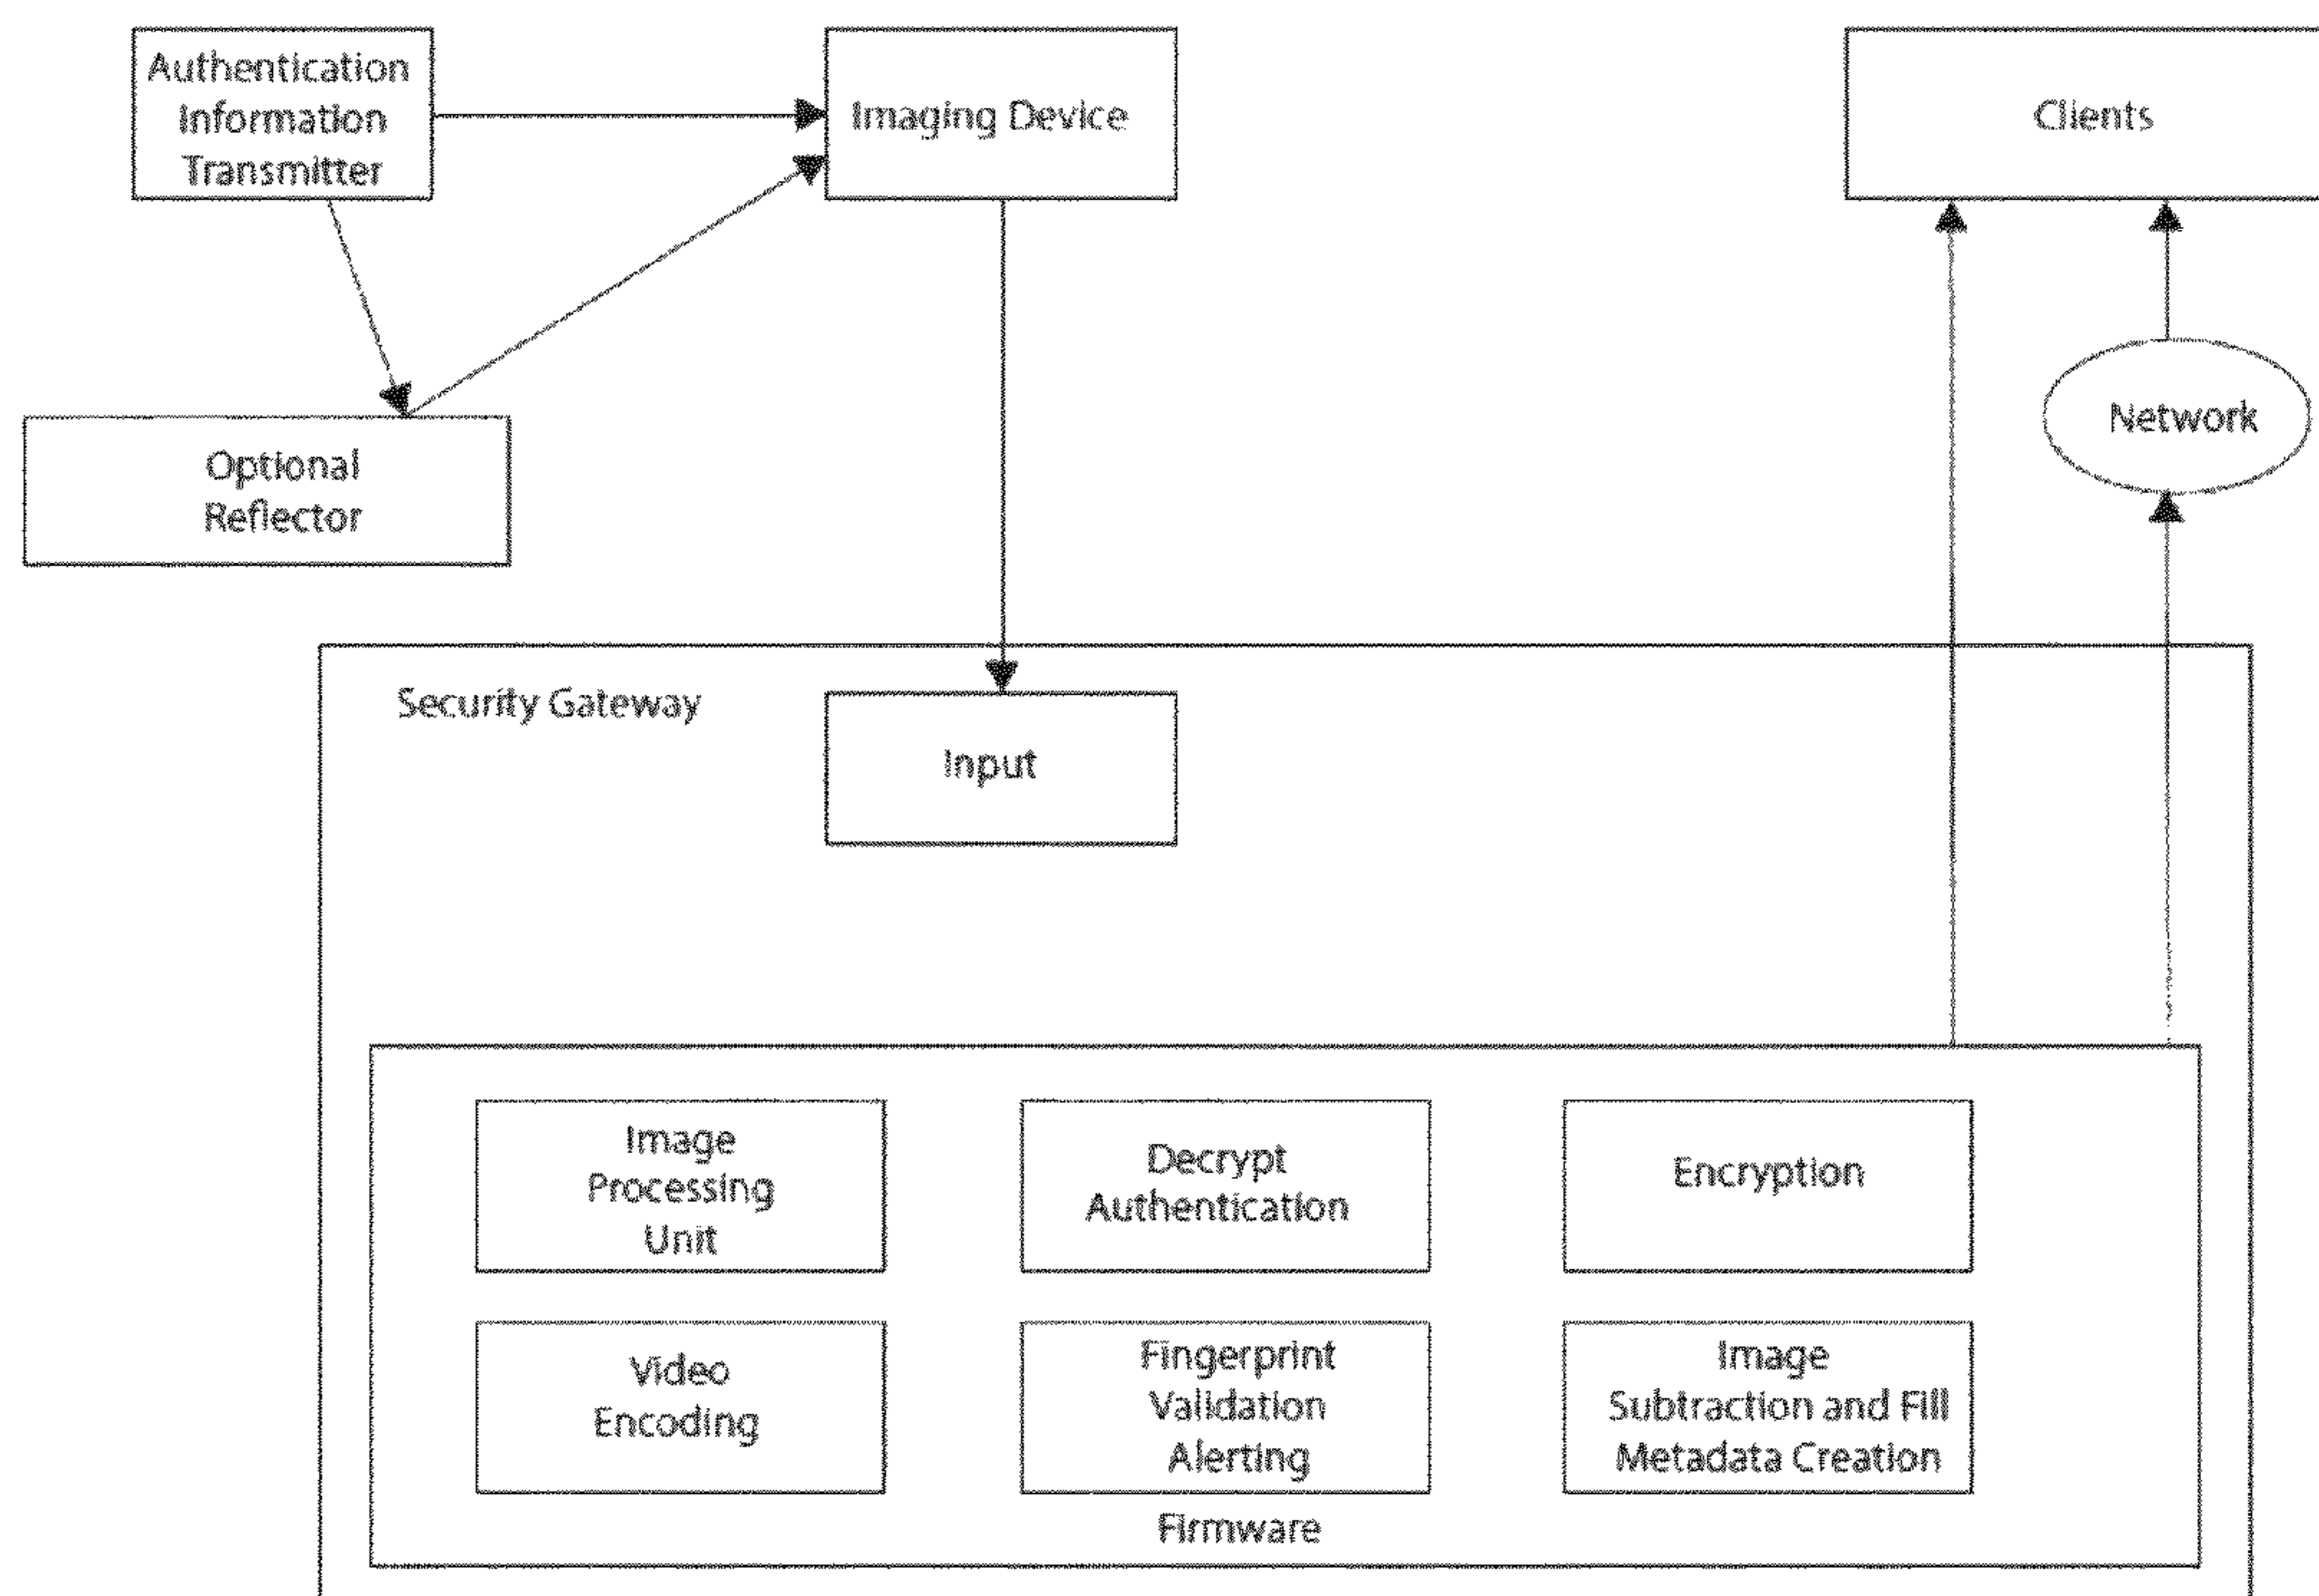 Authentication
Information
Transmitter
Imaging Device
Clients
Optional
Reflector
Network
Security Gateway
Input
Image
Processing
Unit
Decrypt
Authentication
Encryption
Video
Encoding
Fingerprint
Validation
Alerting
Image
Subtraction and Fill
Metadata Creation
Firmware